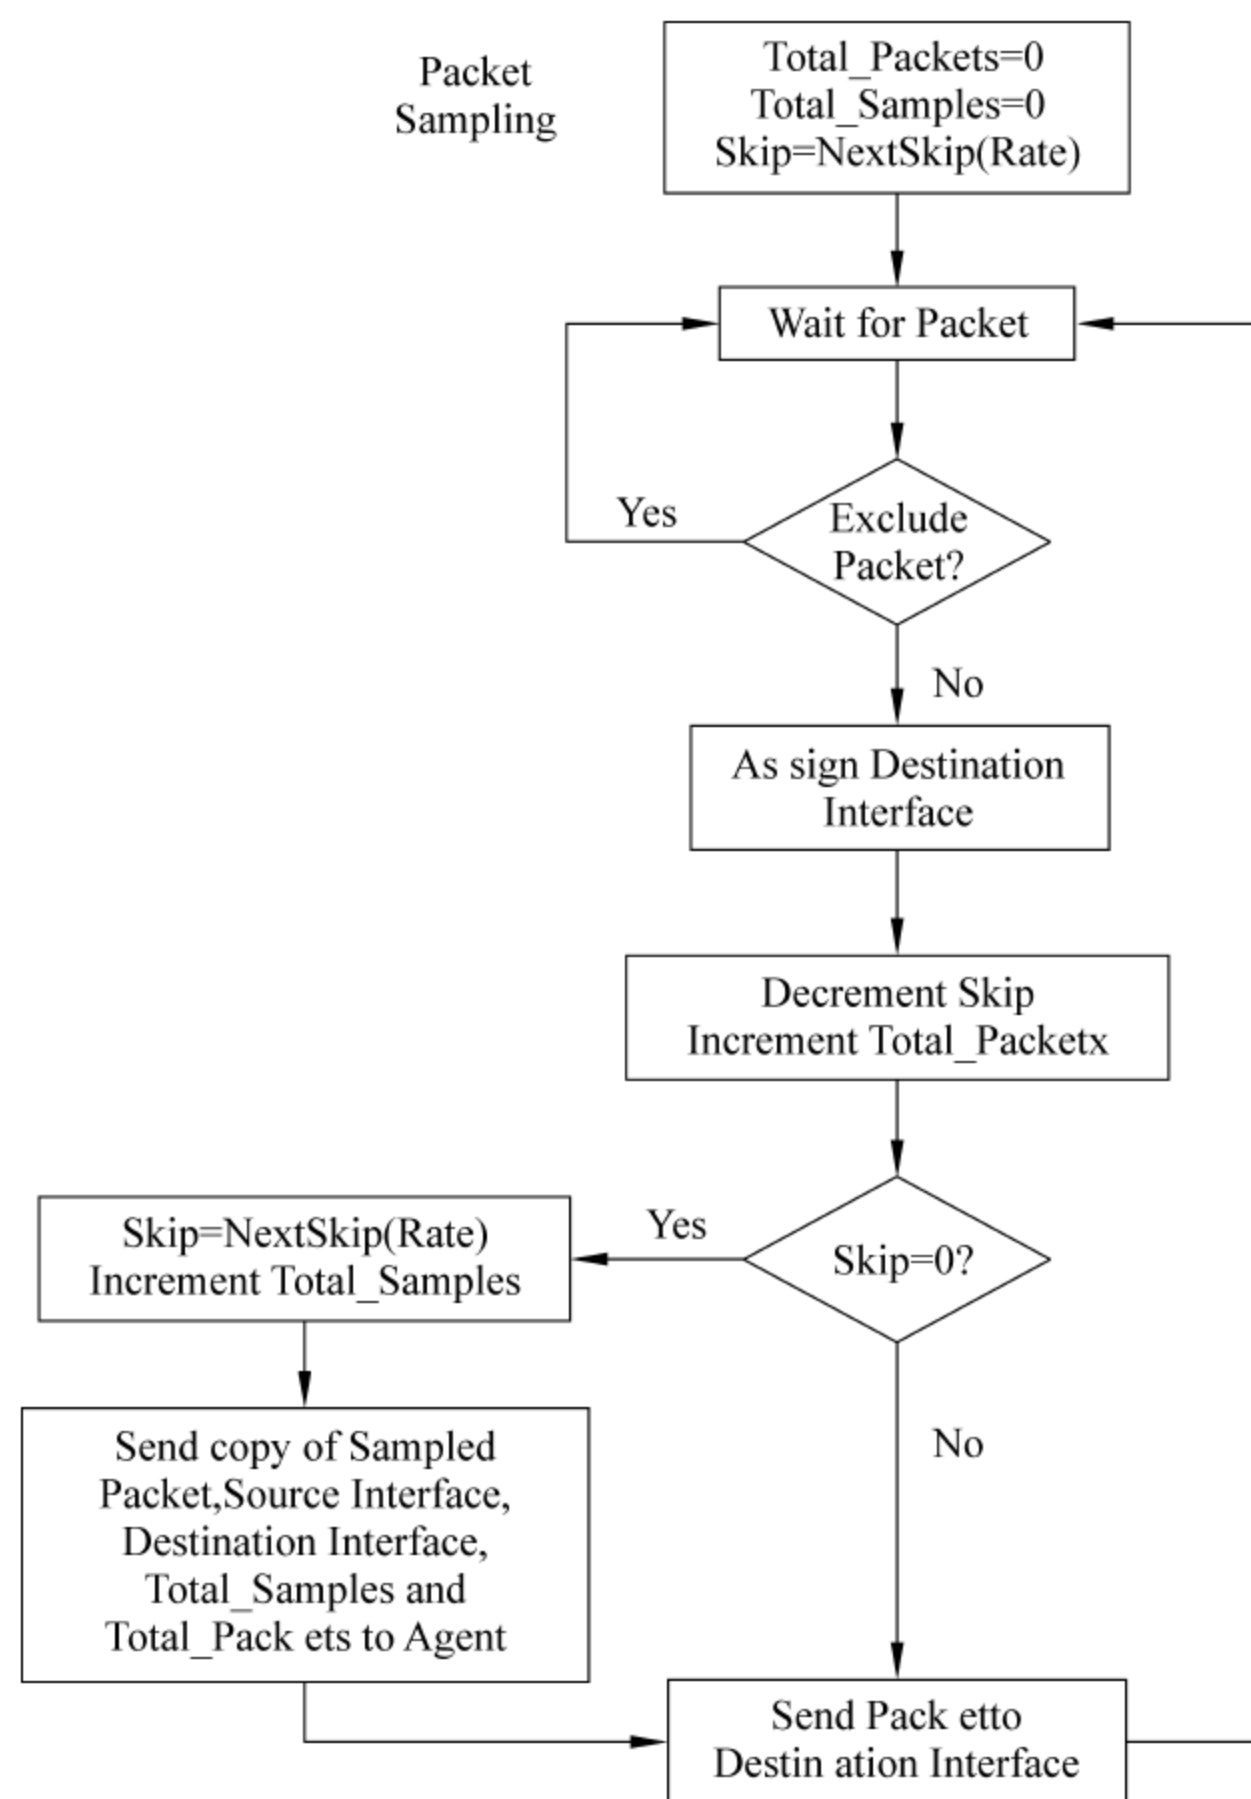 Packet
Sampling
Total_Packets=0
Total_Samples=0
Skip=NextSkip(Rate)
Wait for Packet
Yes
Exclude
Packet?
No
As sign Destination
Interface
Decrement Skip
Increment Total_Packetx
Skip=NextSkip(Rate)
Increment Total_Samples
Yes
Skip=0?
Send copy of Sampled
Packet,Source Interface,
Destination Interface,
Total_Samples and
Total_Pack ets to Agent
No
Send Pack etto
Destin ation Interface